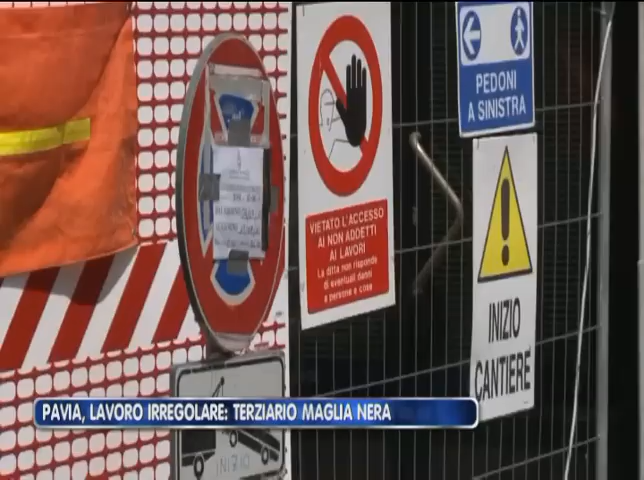 PEDONI
A SINISTRA
VIETATO L'ACCESSO
AI NON ADDETTI
AI LAVORI
La ditta non risponde
di eventuali danni
a persone e cose
INIZIO
CANTIERE
PAVIA, LAVORO IRREGOLARE: TERZIARIO MAGLIA NERA